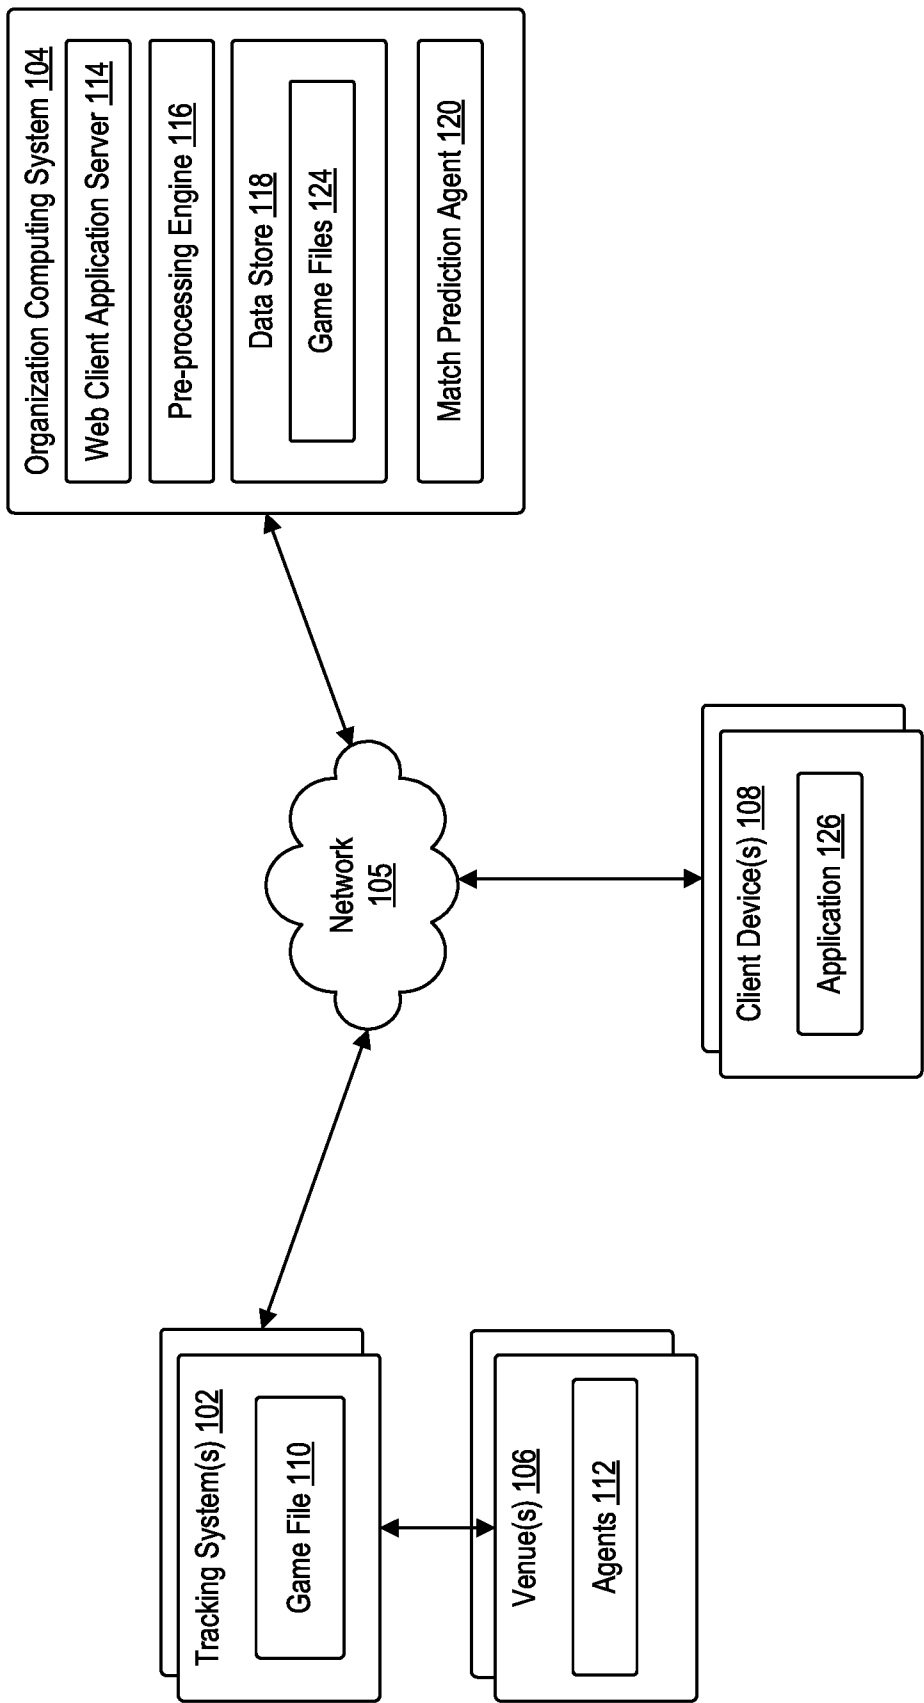 Tracking System(s) 102
Game File 110
Venue(s) 106
Agents 112
Network
105
Client Device(s) 108
Application 126
Organization Computing System 104
Web Client Application Server 114
Pre-processing Engine 116
Data Store 118
Game Files 124
Match Prediction Agent 120